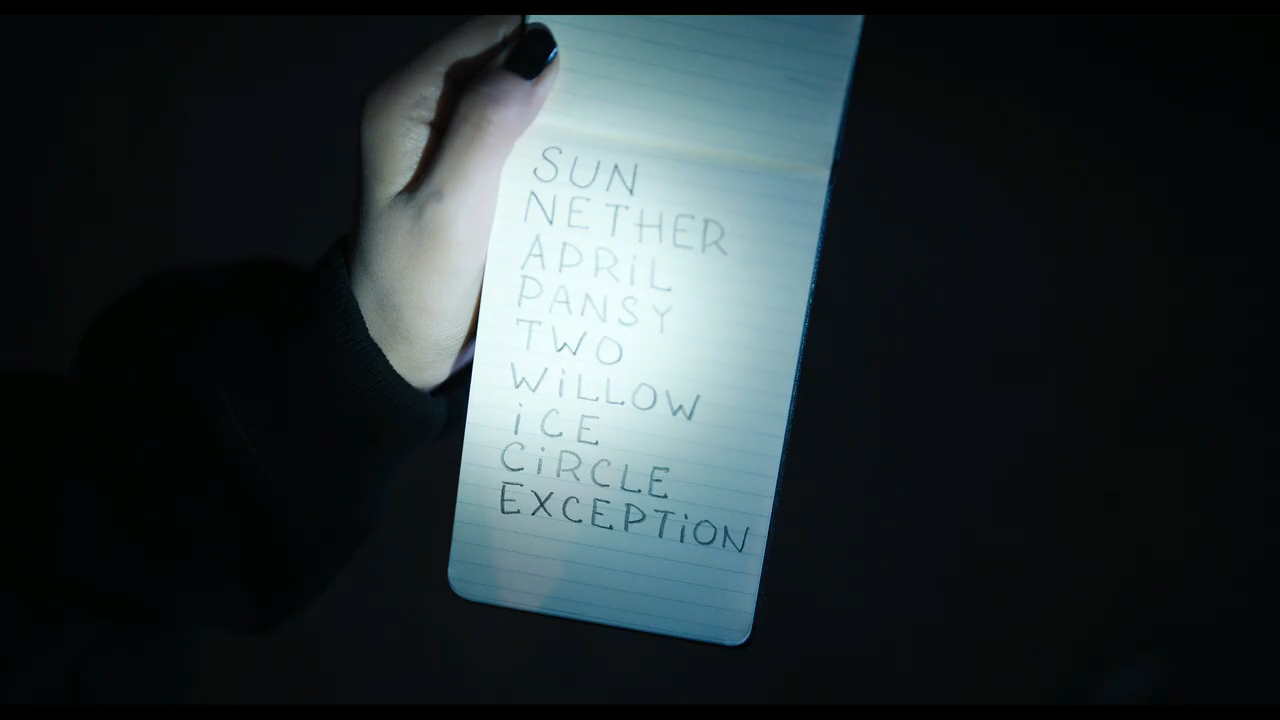 SUN
NETHER
APRiL
PANSY
TWO
WiLLOW
iCE
CiRCLE
EXCEPTiON